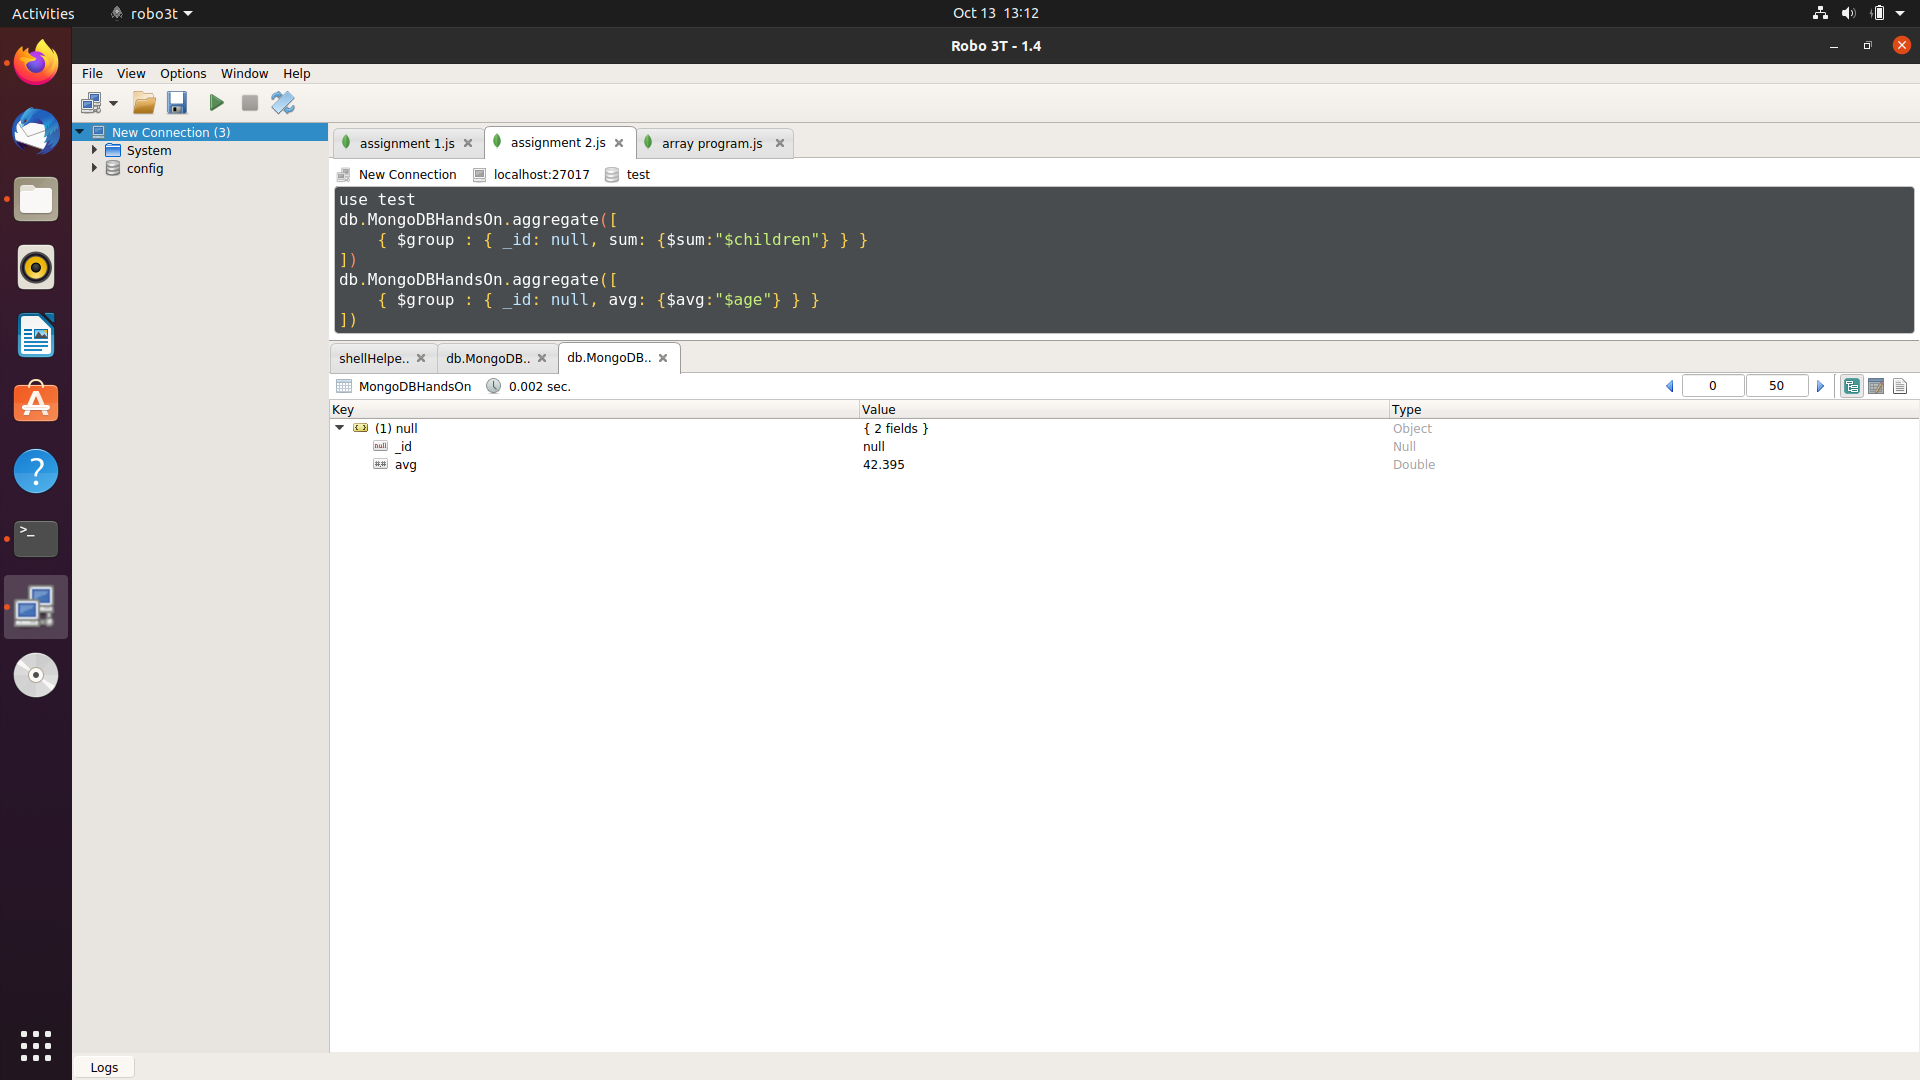 Activities robo3t Oct 13 13:12
Robo 3T - 1.4
File View Options Window Help
New Connection (3)
System
config
assignment 1.js assignment 2.js array program.js
New Connection localhost:27017 test
use test
db.MongoDBHandsOn.aggregate([
    { $group : { _id: null, sum: {$sum:"$children"} } }
])
db.MongoDBHandsOn.aggregate([
    { $group : { _id: null, avg: {$avg:"$age"} } }
])
shellHelpe.. db.MongoDB.. db.MongoDB..
MongoDBHandsOn 0.002 sec. 0 50
Key Value Type
(1) null { 2 fields } Object
null _id null Null
#.# avg 42.395 Double
Logs